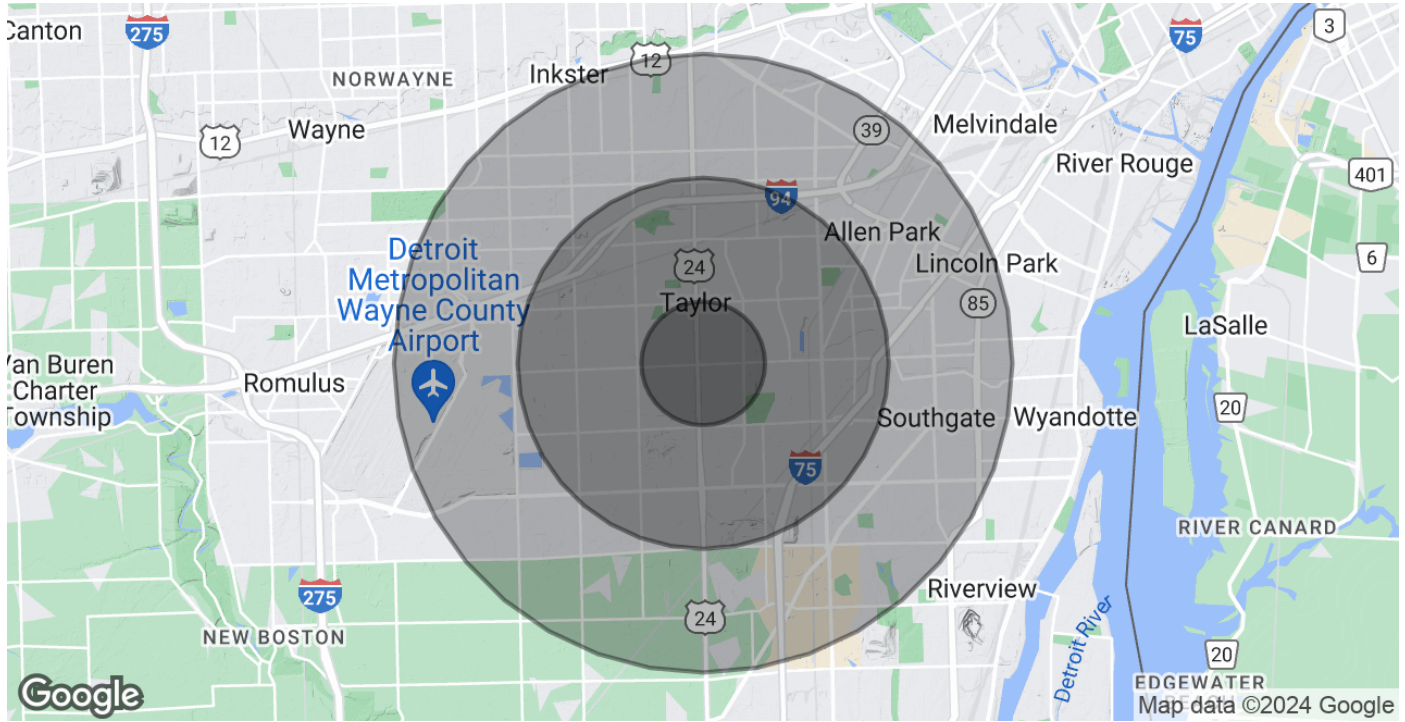 Canton
275
NORWAYNE
Inkster
12
75
3
Wayne
12
39
Melvindale
River Rouge
401
94
Allen Park
Detroit
Metropolitan
Wayne County
Airport
24
Lincoln Park
6
Taylor
85
LaSalle
Van Buren
Charter
Township
Romulus
20
Southgate
Wyandotte
75
RIVER CANARD
275
Riverview
24
NEW BOSTON
Detroit River
20
EDGEWATER
BEACH
Google
Map data ©2024 Google